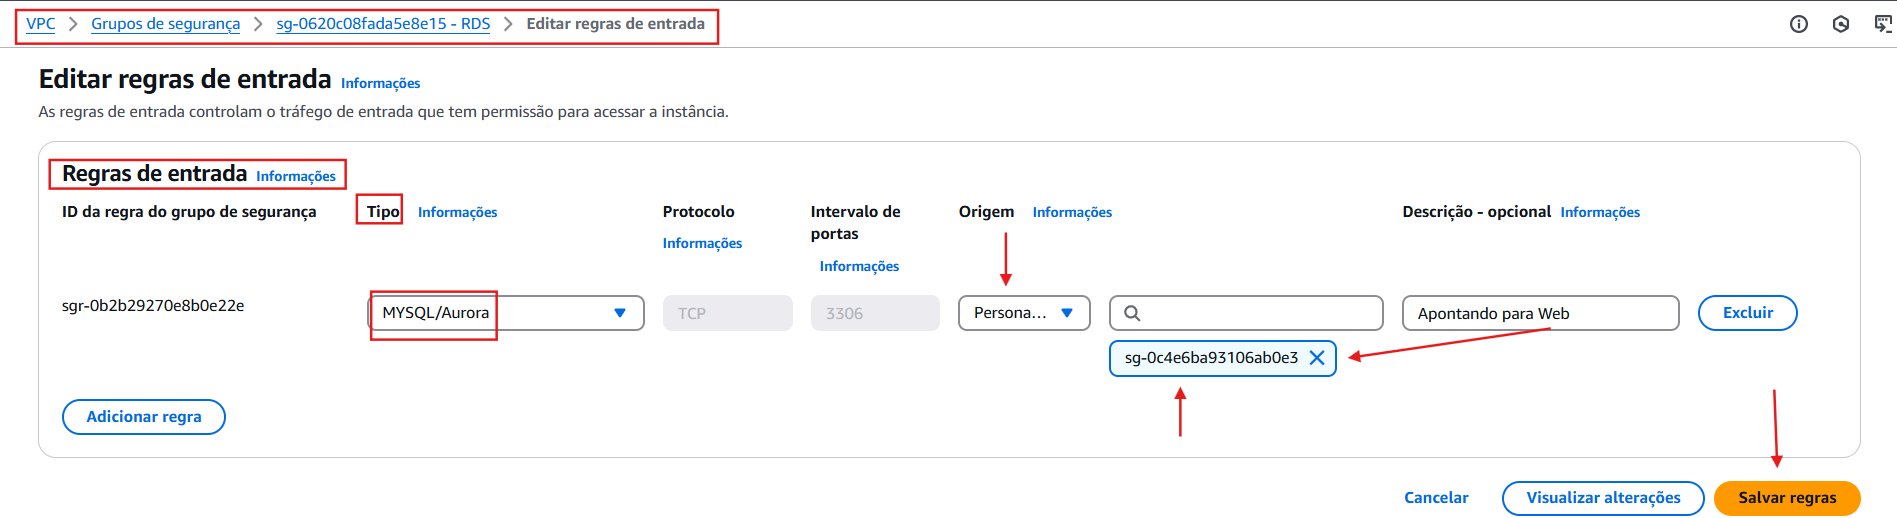 VPC > Grupos de segurança > sg-0620c08fada5e8e15 - RDS > Editar regras de entrada
Editar regras de entrada Informações
As regras de entrada controlam o tráfego de entrada que tem permissão para acessar a instância.
Regras de entrada Informações
ID da regra do grupo de segurança
Tipo Informações
Protocolo
Informações
Intervalo de
portas
Informações
Origem Informações
Descrição - opcional Informações
sgr-0b2b29270e8b0e22e
MYSQL/Aurora
TCP
3306
Persona...
Apontando para Web
Excluir
sg-0c4e6ba93106ab0e3
Adicionar regra
Cancelar
Visualizar alterações
Salvar regras